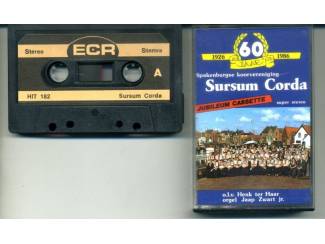 Stereo
ECR
Stemra
A
HIT 182
Sursum Corda
60
1926
JAAR
1986
Spakenburgse koorvereniging
Sursum Corda
JUBILEUM CASSETTE
super stereo
o.l.v. Henk ter Haar
orgel Jaap Zwart jr.